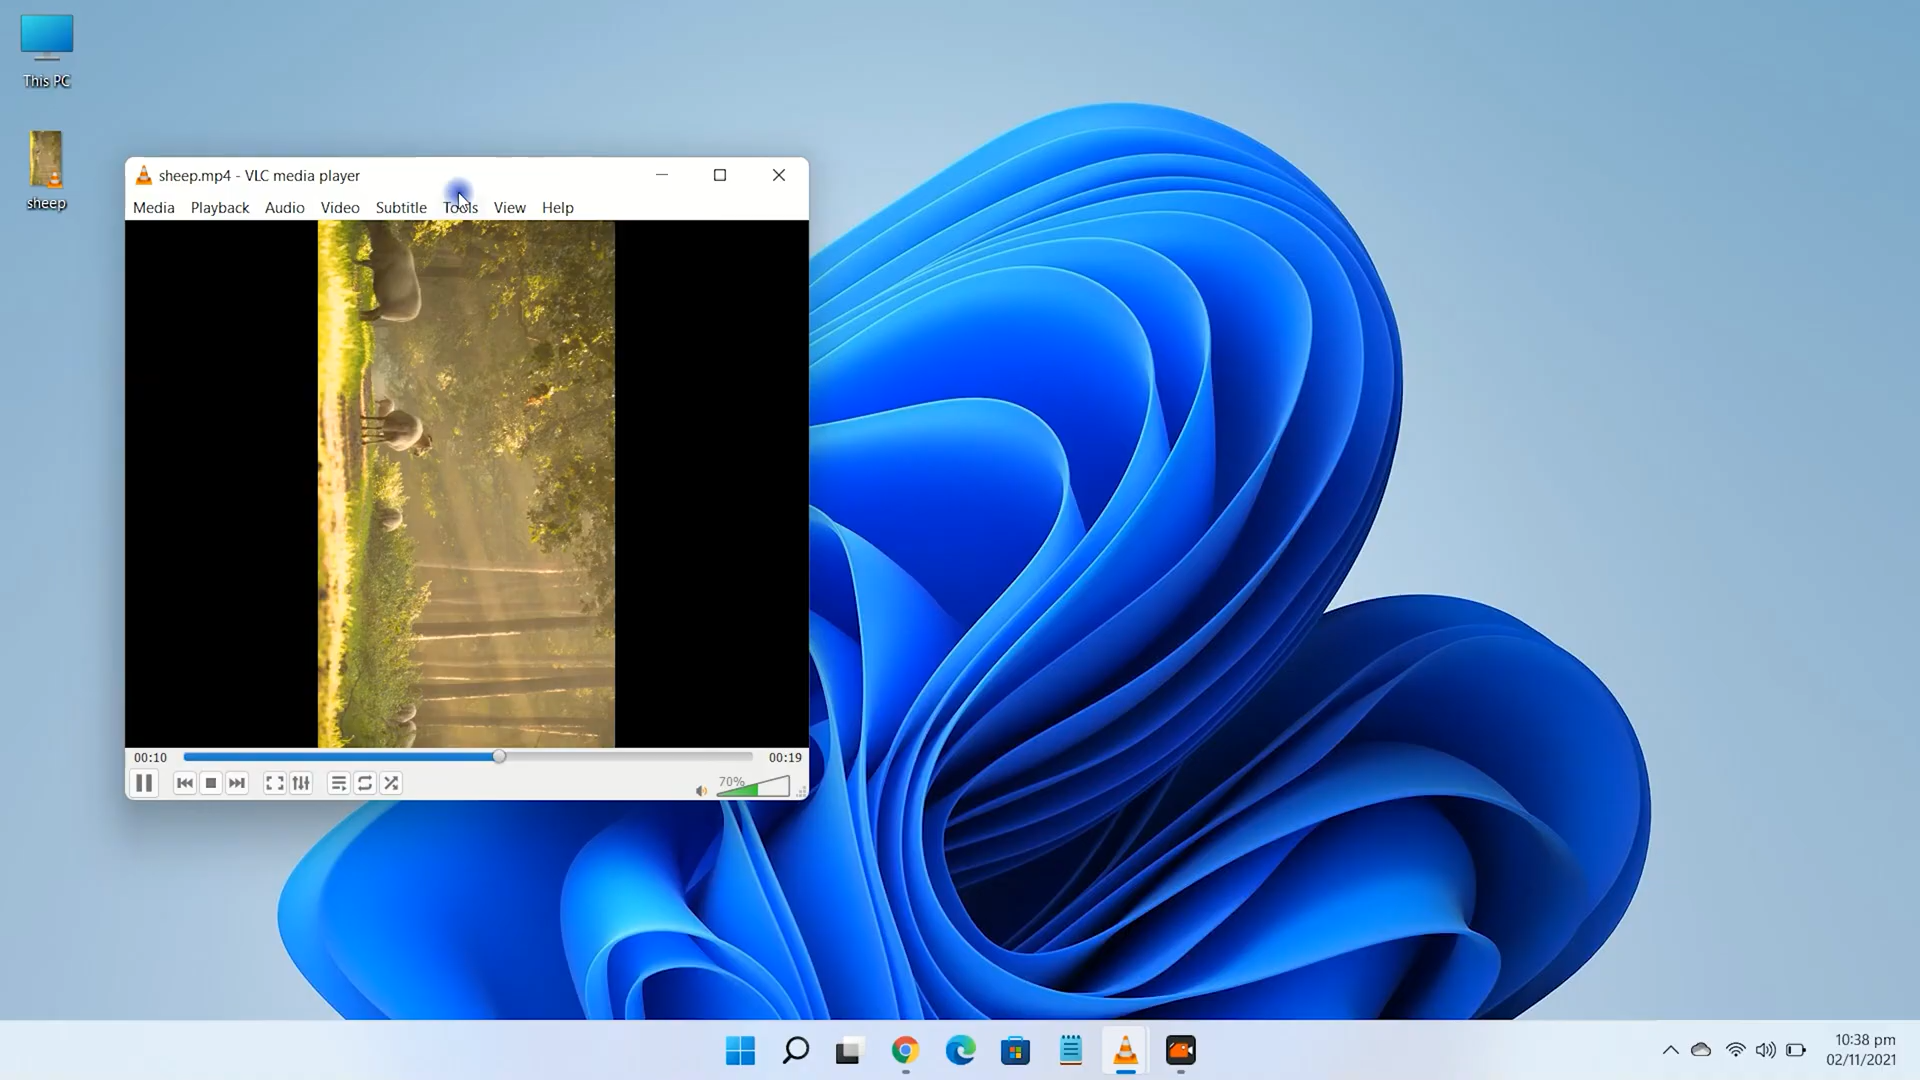 This PC
sheep
sheep.mp4 - VLC media player
Media Playback Audio Video Subtitle Tools View Help
00:10
00:19
70%
10:38 pm
02/11/2021